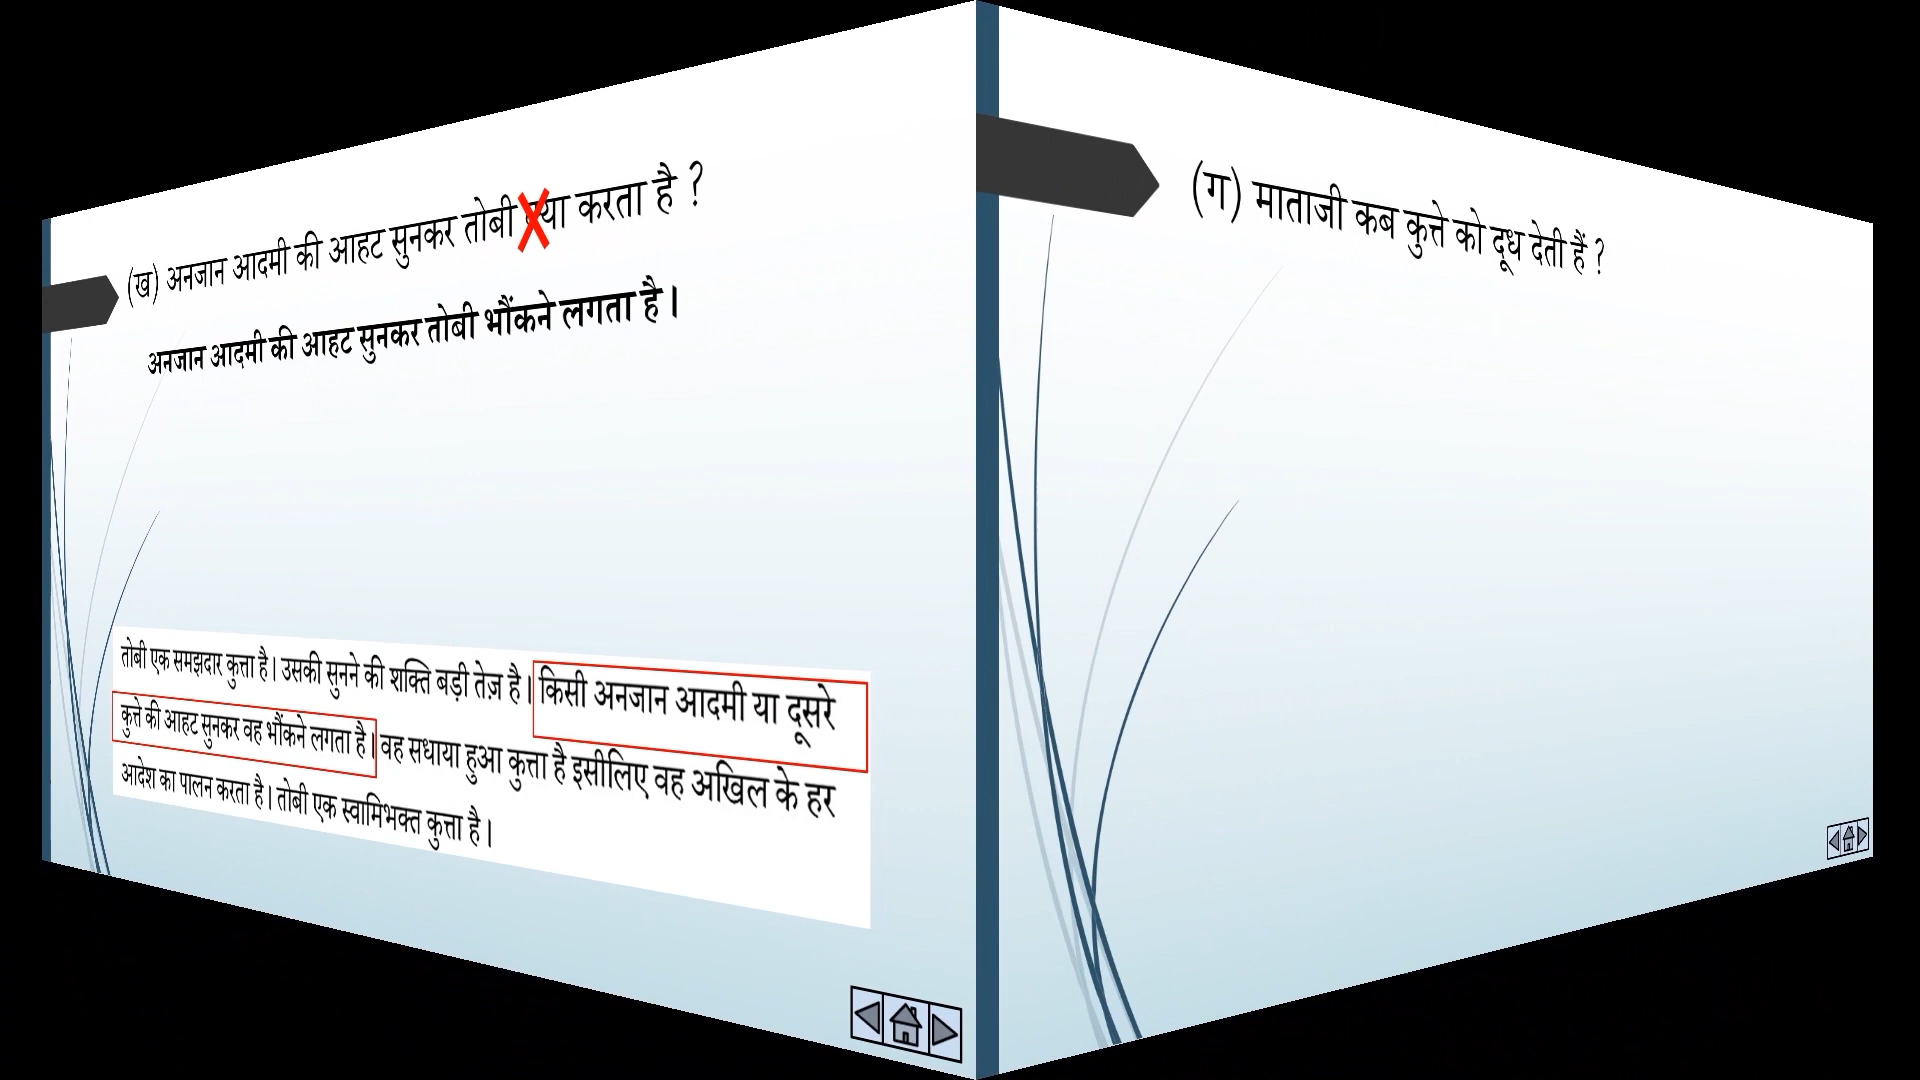 (ख) अनजान आदमी की आहट सुनकर तोबी क्या करता है ?
अनजान आदमी की आहट सुनकर तोबी भौंकने लगता है ।
तोबी एक समझदार कुत्ता है। उसकी सुनने की शक्ति बड़ी तेज़ है। किसी अनजान आदमी या दूसरे
कुत्ते की आहट सुनकर वह भौंकने लगता है। वह सधाया हुआ कुत्ता है इसीलिए वह अखिल के हर
आदेश का पालन करता है। तोबी एक स्वामिभक्त कुत्ता है।
(ग) माताजी कब कुत्ते को दूध देती हैं ?